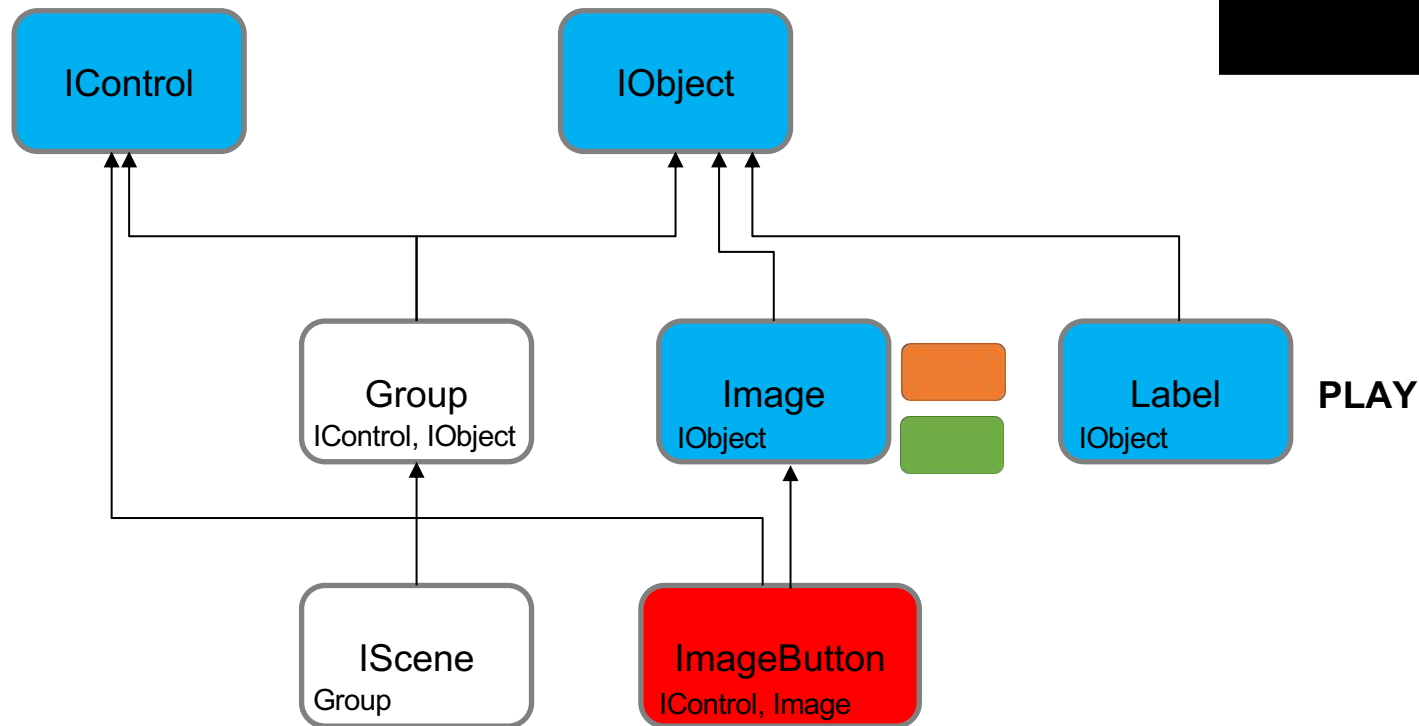 IControl
IObject
Group
IControl, IObject
Image
IObject
Label
IObject
PLAY
IScene
Group
ImageButton
IControl, Image